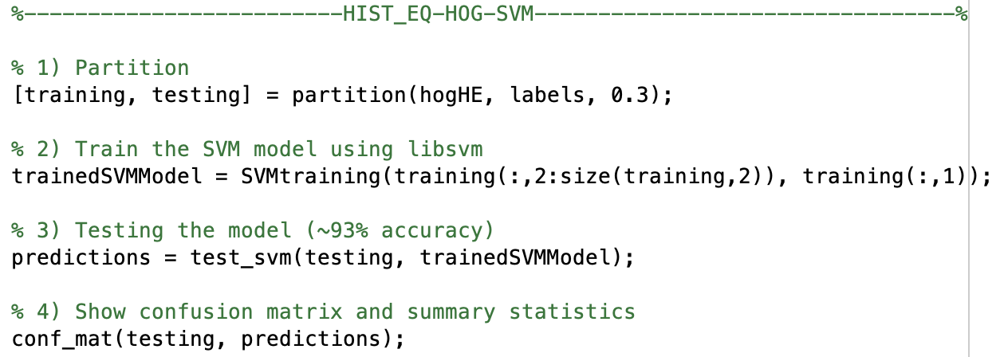 %-------------------------HIST_EQ-HOG-SVM---------------------------------%
% 1) Partition
[training, testing] = partition(hogHE, labels, 0.3);
% 2) Train the SVM model using libsvm
trainedSVMModel = SVMtraining(training(:,2:size(training,2)), training(:,1));
% 3) Testing the model (~93% accuracy)
predictions = test_svm(testing, trainedSVMModel);
% 4) Show confusion matrix and summary statistics
conf_mat(testing, predictions);